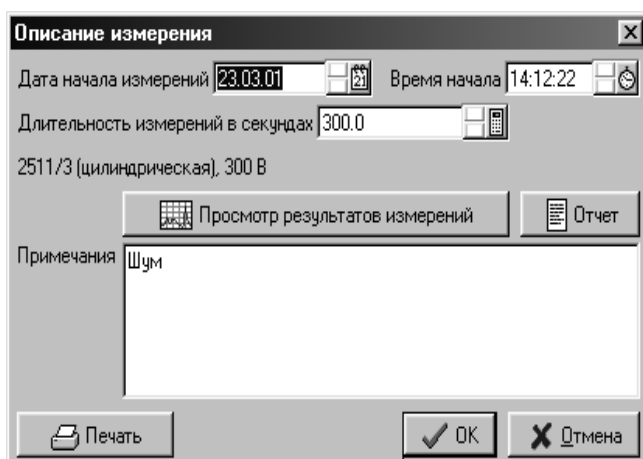 Описание измерения
Дата начала измерений 23.03.01 21 Время начала 14:12:22
Длительность измерений в секундах 300.0
2511/3 (цилиндрическая), 300 В
Просмотр результатов измерений Отчет
Примечания Шум
Печать OK Отмена